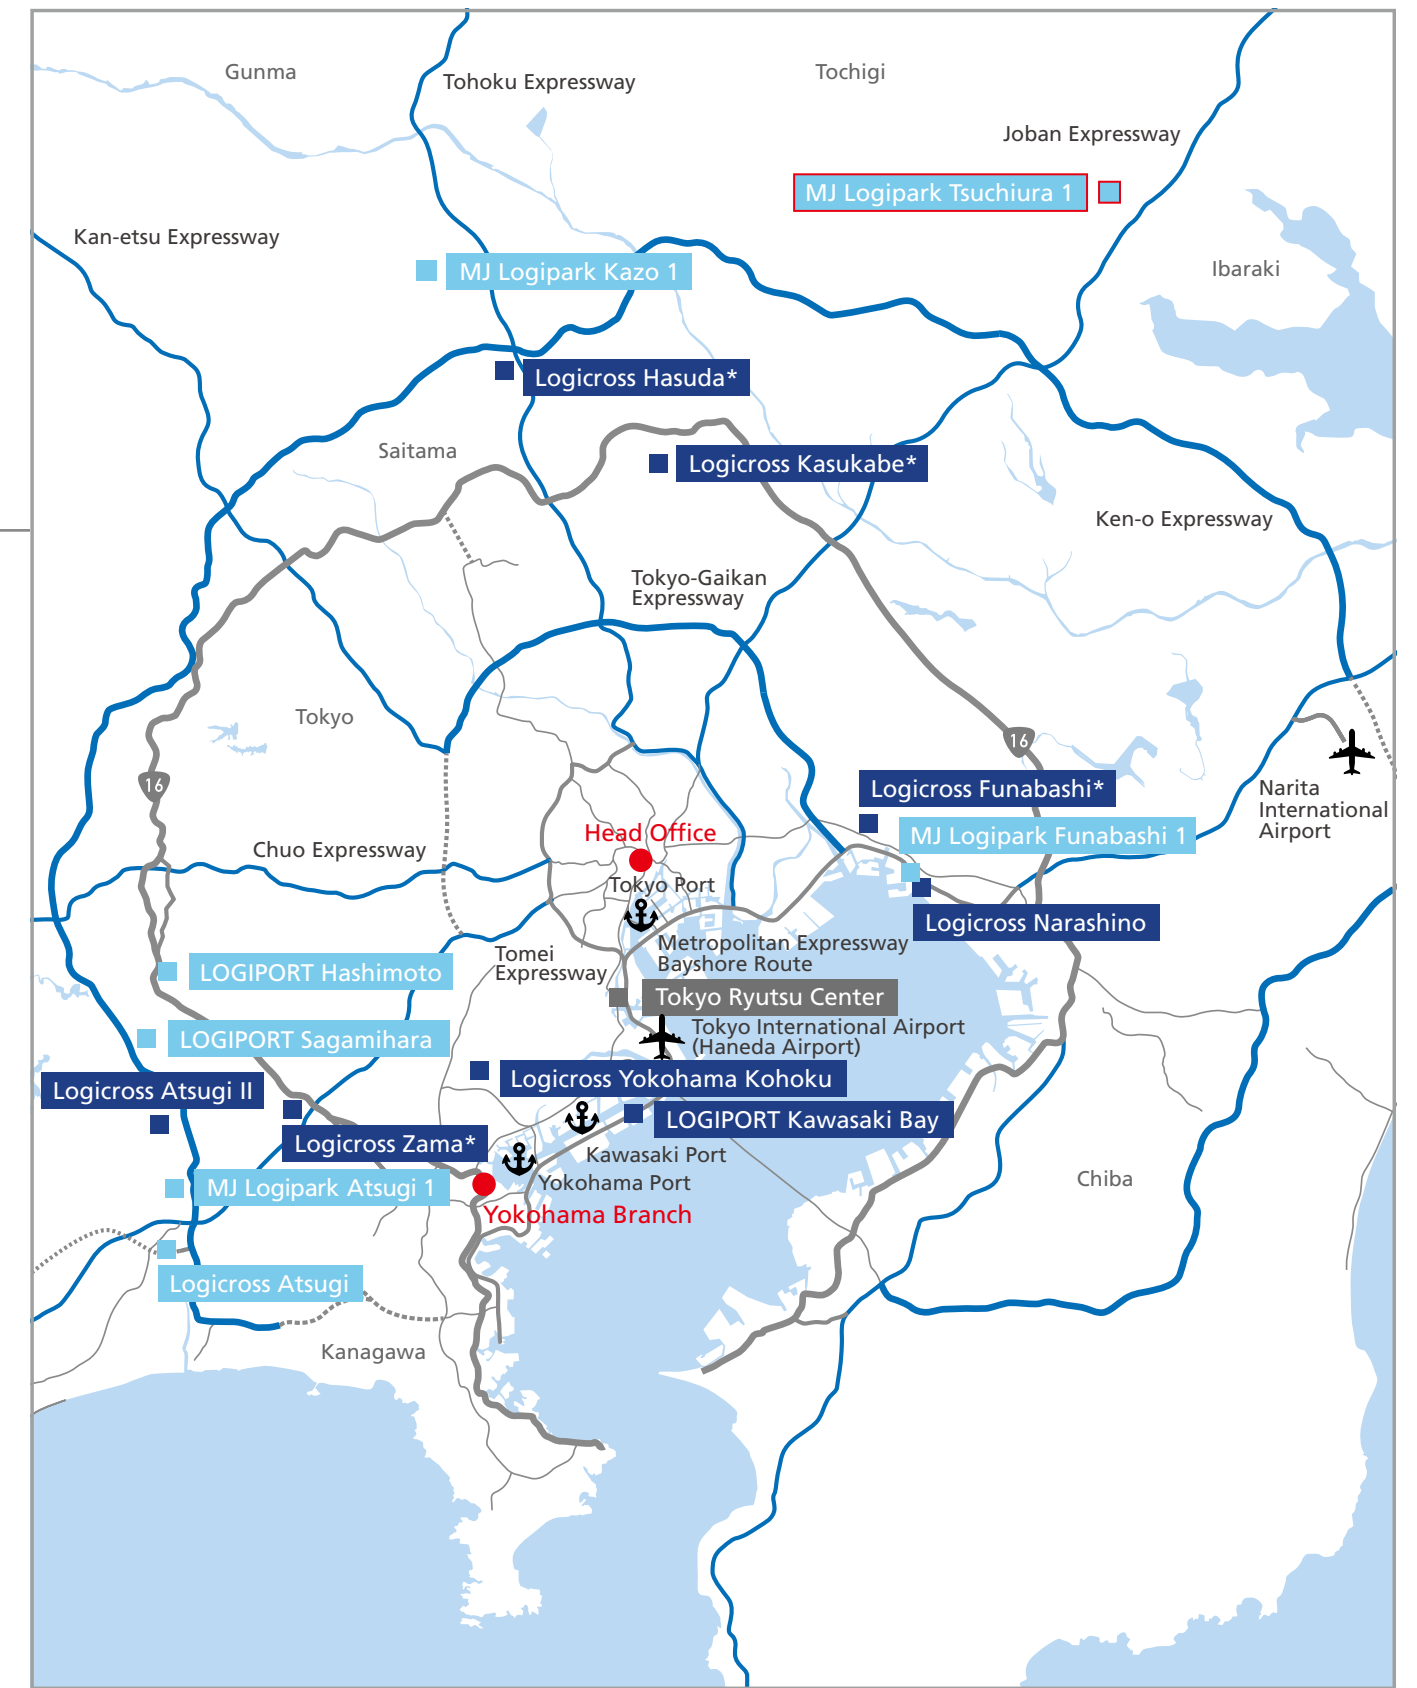 Gunma
Tohoku Expressway
Tochigi
Joban Expressway
MJ Logipark Tsuchiura 1
Kan-etsu Expressway
MJ Logipark Kazo 1
Ibaraki
Logicross Hasuda*
Saitama
Logicross Kasukabe*
Ken-o Expressway
Tokyo-Gaikan
Expressway
Tokyo
16
16
Logicross Funabashi*
Narita
International
Airport
Head Office
MJ Logipark Funabashi 1
Chuo Expressway
Tokyo Port
Logicross Narashino
Metropolitan Expressway
Bayshore Route
Tomei
Expressway
LOGIPORT Hashimoto
Tokyo Ryutsu Center
Tokyo International Airport
(Haneda Airport)
LOGIPORT Sagamihara
Logicross Yokohama Kohoku
Logicross Atsugi II
LOGIPORT Kawasaki Bay
Logicross Zama*
Kawasaki Port
Yokohama Port
MJ Logipark Atsugi 1
Chiba
Yokohama Branch
Logicross Atsugi
Kanagawa